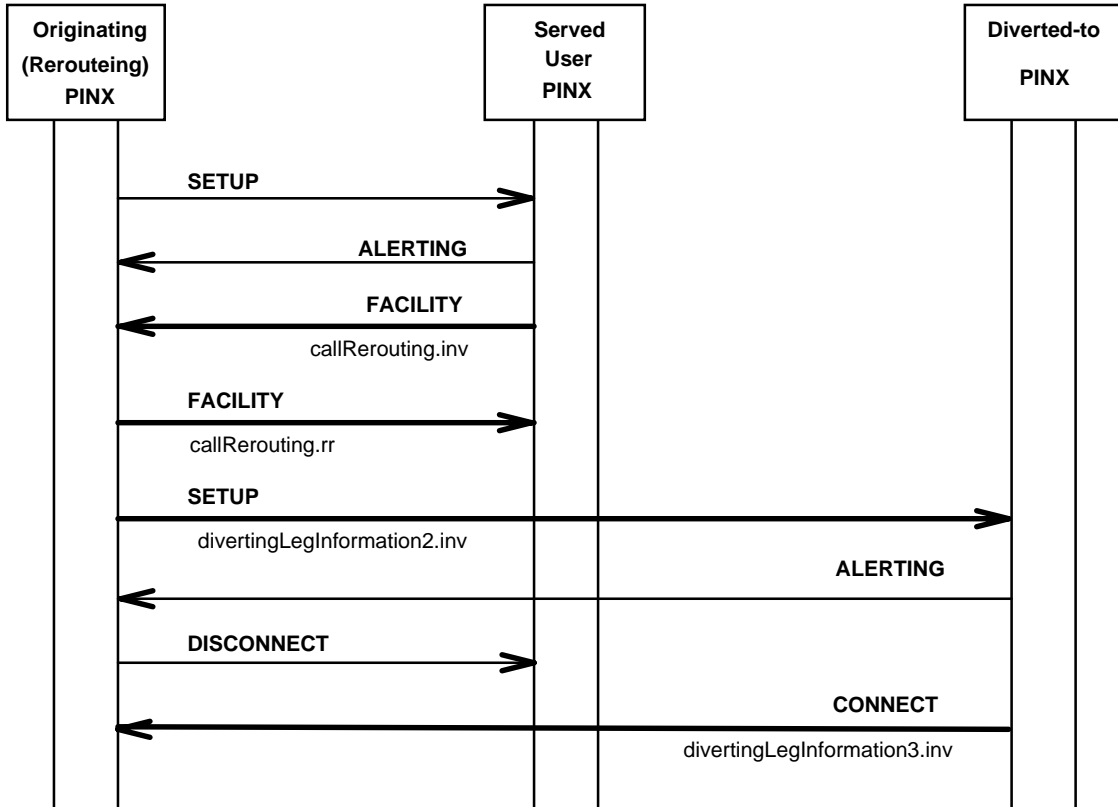 Originating
(Rerouteing)
PINX
Served
User
PINX
Diverted-to
PINX
SETUP
ALERTING
FACILITY
callRerouting.inv
FACILITY
callRerouting.rr
SETUP
divertingLegInformation2.inv
ALERTING
DISCONNECT
CONNECT
divertingLegInformation3.inv